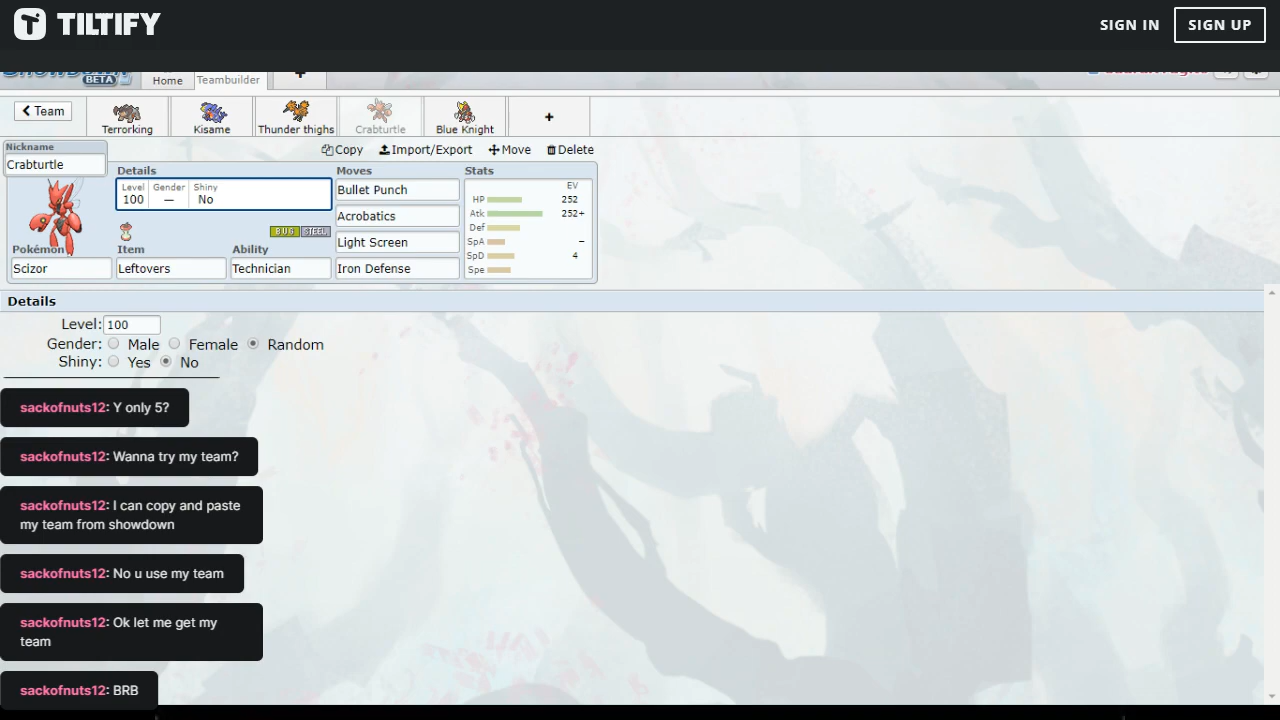 TILTIFY
SIGN IN
SIGN UP
BETA
Home
Teambuilder
+
Team
Terrorking
Kisame
Thunder thighs
Crabturtle
Blue Knight
+
Nickname
Crabturtle
Copy
Import/Export
Move
Delete
Details
Moves
Stats
Level
Gender
Shiny
100
—
No
Bullet Punch
Acrobatics
Light Screen
Iron Defense
EV
HP 252
Atk 252+
Def
SpA –
SpD 4
Spe
BUG STEEL
Pokémon
Item
Ability
Scizor
Leftovers
Technician
Details
Level: 100
Gender: Male Female Random
Shiny: Yes No
sackofnuts12: Y only 5?
sackofnuts12: Wanna try my team?
sackofnuts12: I can copy and paste
my team from showdown
sackofnuts12: No u use my team
sackofnuts12: Ok let me get my
team
sackofnuts12: BRB